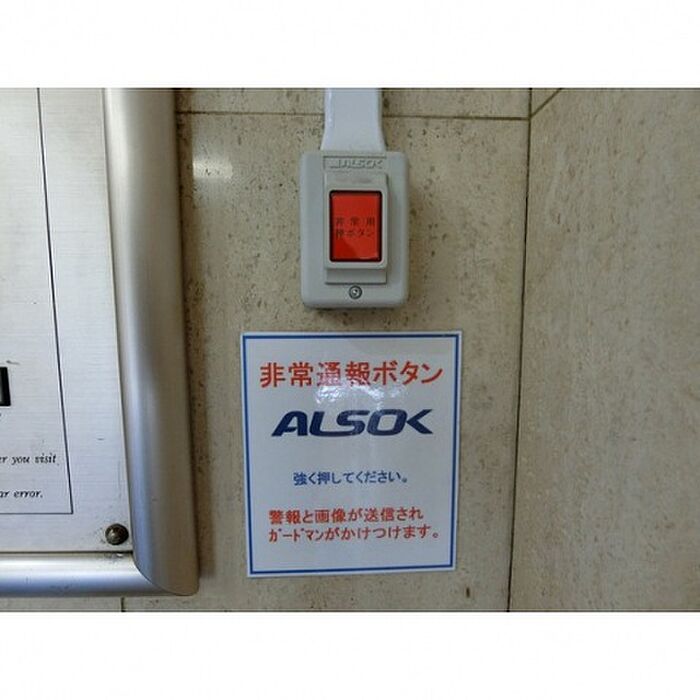 ALSOK
非常用
押ボタン
非常通報ボタン
ALSOK
強く押してください。
警報と画像が送信され
ガードマンがかけつけます。
er you visit
ar error.